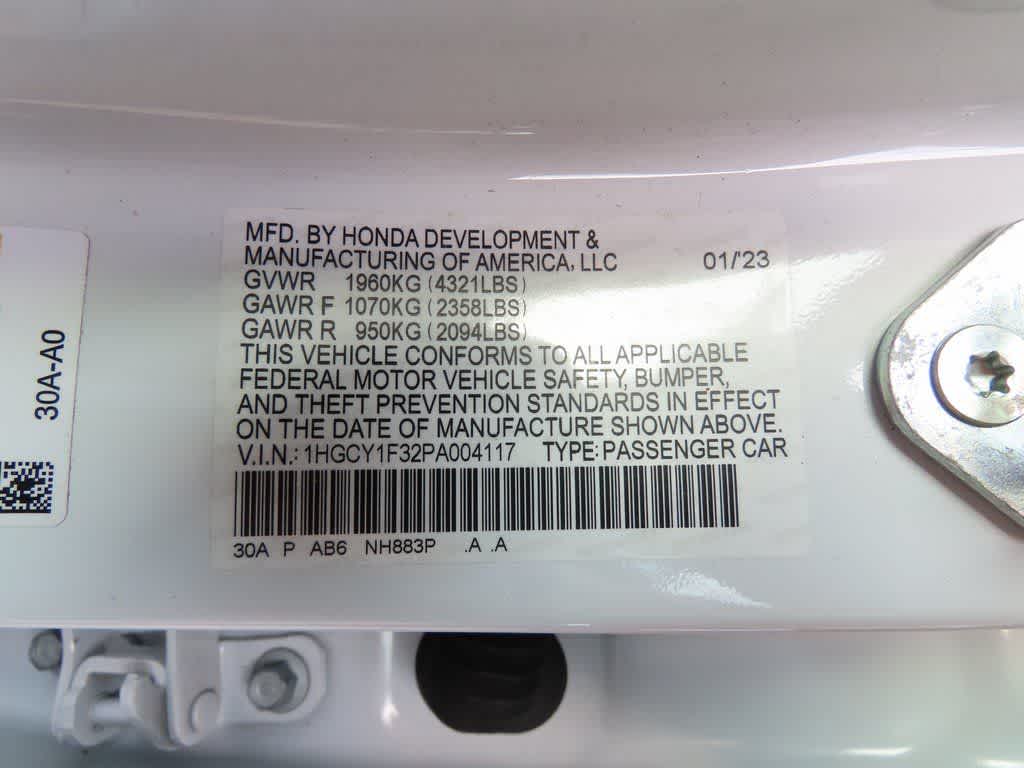 MFD. BY HONDA DEVELOPMENT &
MANUFACTURING OF AMERICA, LLC 01/'23
GVWR 1960KG (4321LBS)
GAWR F 1070KG (2358LBS)
GAWR R 950KG (2094LBS)
THIS VEHICLE CONFORMS TO ALL APPLICABLE
FEDERAL MOTOR VEHICLE SAFETY, BUMPER,
AND THEFT PREVENTION STANDARDS IN EFFECT
ON THE DATE OF MANUFACTURE SHOWN ABOVE.
V.I.N.: 1HGCY1F32PA004117 TYPE: PASSENGER CAR
30A P AB6 NH883P .A .A
30A-A0